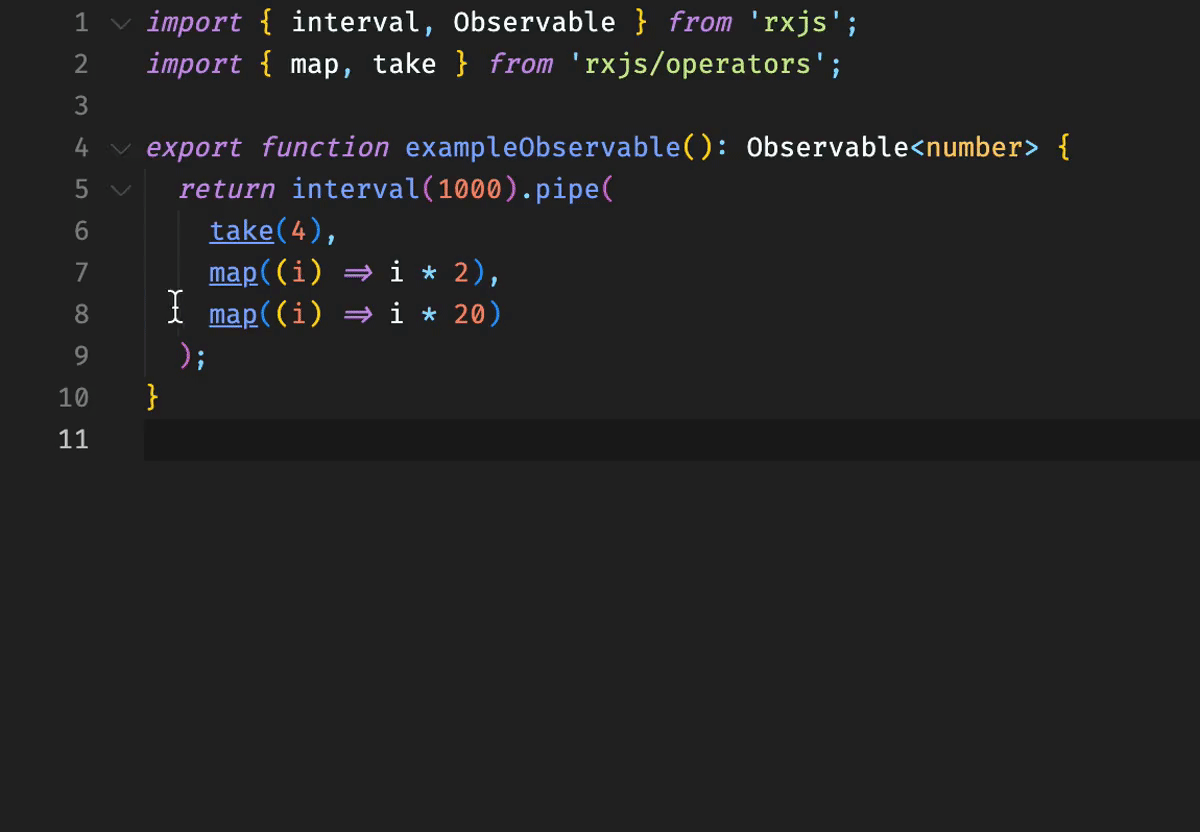 1 import { interval, Observable } from 'rxjs';
2 import { map, take } from 'rxjs/operators';
3
4 export function exampleObservable(): Observable<number> {
5 return interval(1000).pipe(
6 take(4),
7 map((i) => i * 2),
8 map((i) => i * 20)
9 );
10 }
11